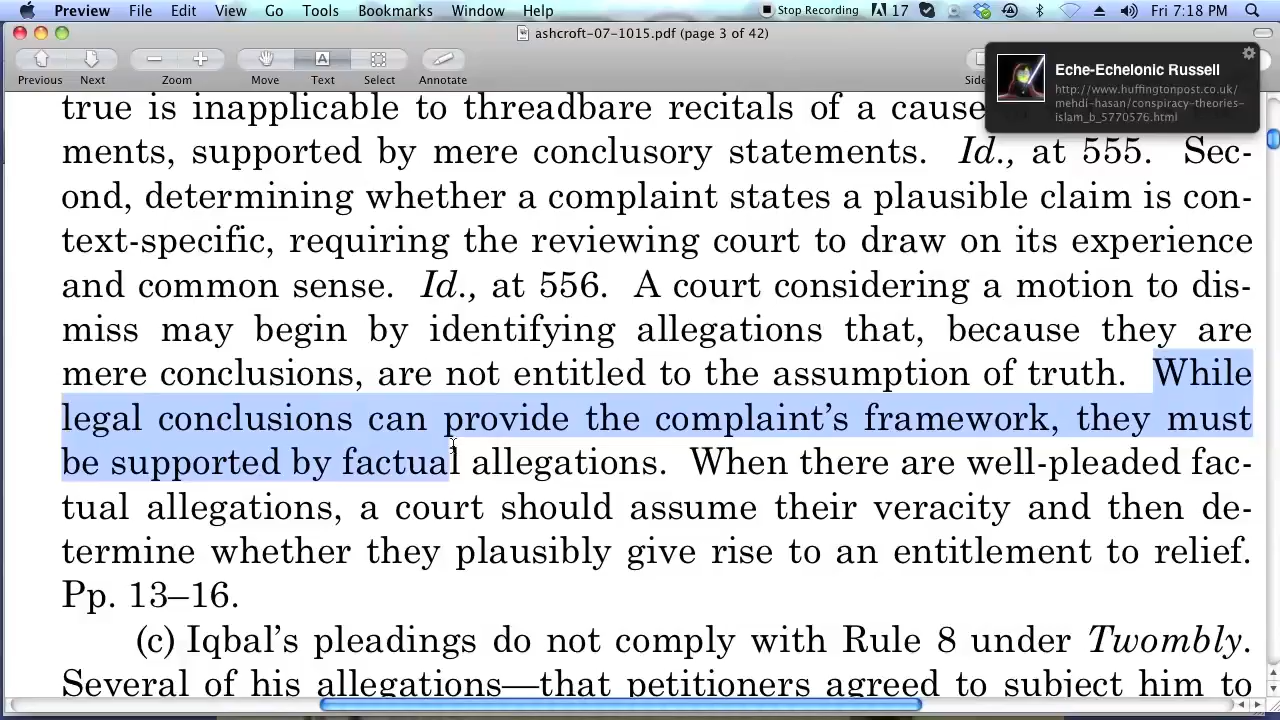 Preview File Edit View Go Tools Bookmarks Window Help Stop Recording 17 Fri 7:18 PM
ashcroft-07-1015.pdf (page 3 of 42)
Previous Next Zoom Move Text Select Annotate
Eche-Echelonic Russell
http://www.huffingtonpost.co.uk/
mehdi-hasan/conspiracy-theories-
islam_b_5770576.html
true is inapplicable to threadbare recitals of a cause
ments, supported by mere conclusory statements. Id., at 555. Sec-
ond, determining whether a complaint states a plausible claim is con-
text-specific, requiring the reviewing court to draw on its experience
and common sense. Id., at 556. A court considering a motion to dis-
miss may begin by identifying allegations that, because they are
mere conclusions, are not entitled to the assumption of truth. While
legal conclusions can provide the complaint's framework, they must
be supported by factual allegations. When there are well-pleaded fac-
tual allegations, a court should assume their veracity and then de-
termine whether they plausibly give rise to an entitlement to relief.
Pp. 13–16.
(c) Iqbal's pleadings do not comply with Rule 8 under Twombly.
Several of his allegations—that petitioners agreed to subject him to